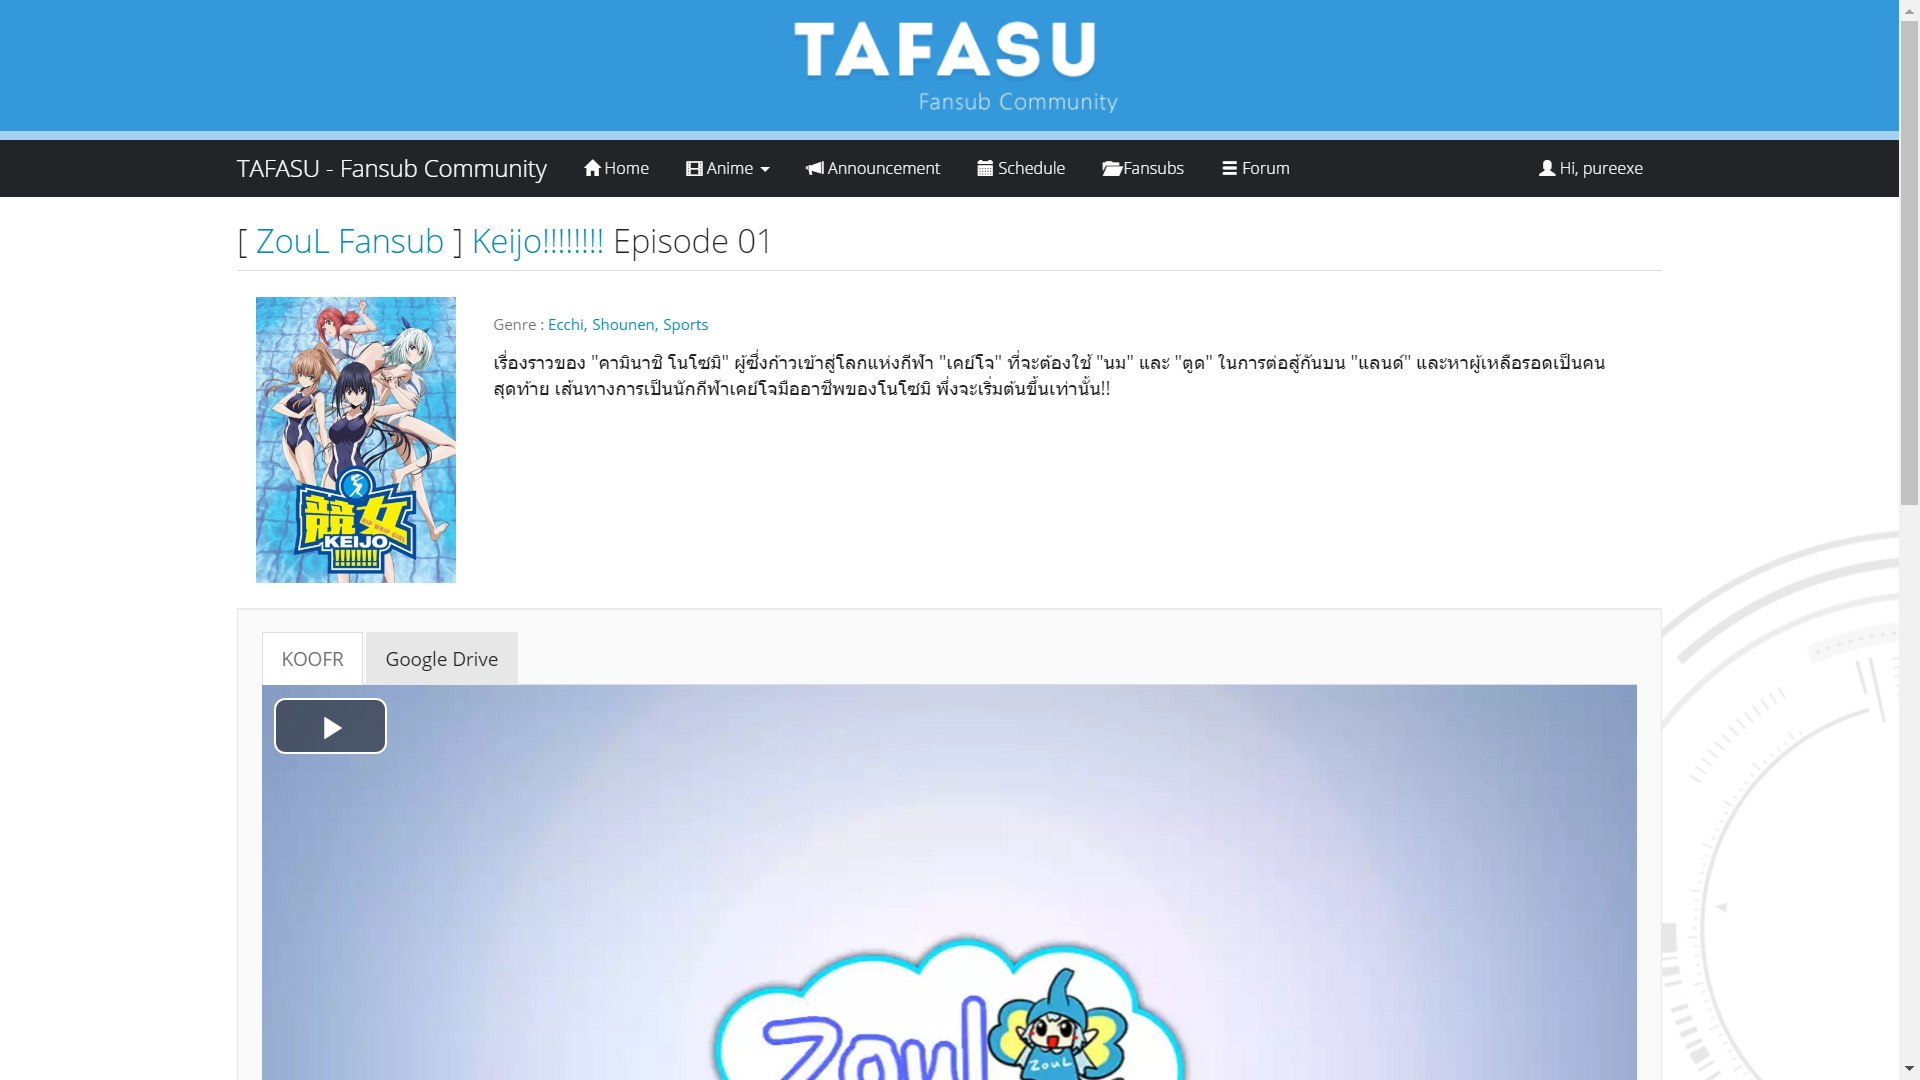 TAFASU
Fansub Community
TAFASU - Fansub Community Home Anime Announcement Schedule Fansubs Forum Hi, pureexe
[ ZouL Fansub ] Keijo!!!!!!!! Episode 01
Genre : Ecchi, Shounen, Sports
เรื่องราวของ "คามินาชิ โนโซมิ" ผู้ซึ่งก้าวเข้าสู่โลกแห่งกีฬา "เคย์โจ" ที่จะต้องใช้ "นม" และ "ตูด" ในการต่อสู้กันบน "แลนด์" และหาผู้เหลือรอดเป็นคน
สุดท้าย เส้นทางการเป็นนักกีฬาเคย์โจมืออาชีพของโนโซมิ พึ่งจะเริ่มต้นขึ้นเท่านั้น!!
競女
HIP WHIP GIRL
KEIJO
!!!!!!!!
KOOFR Google Drive
ZouL
ZouL